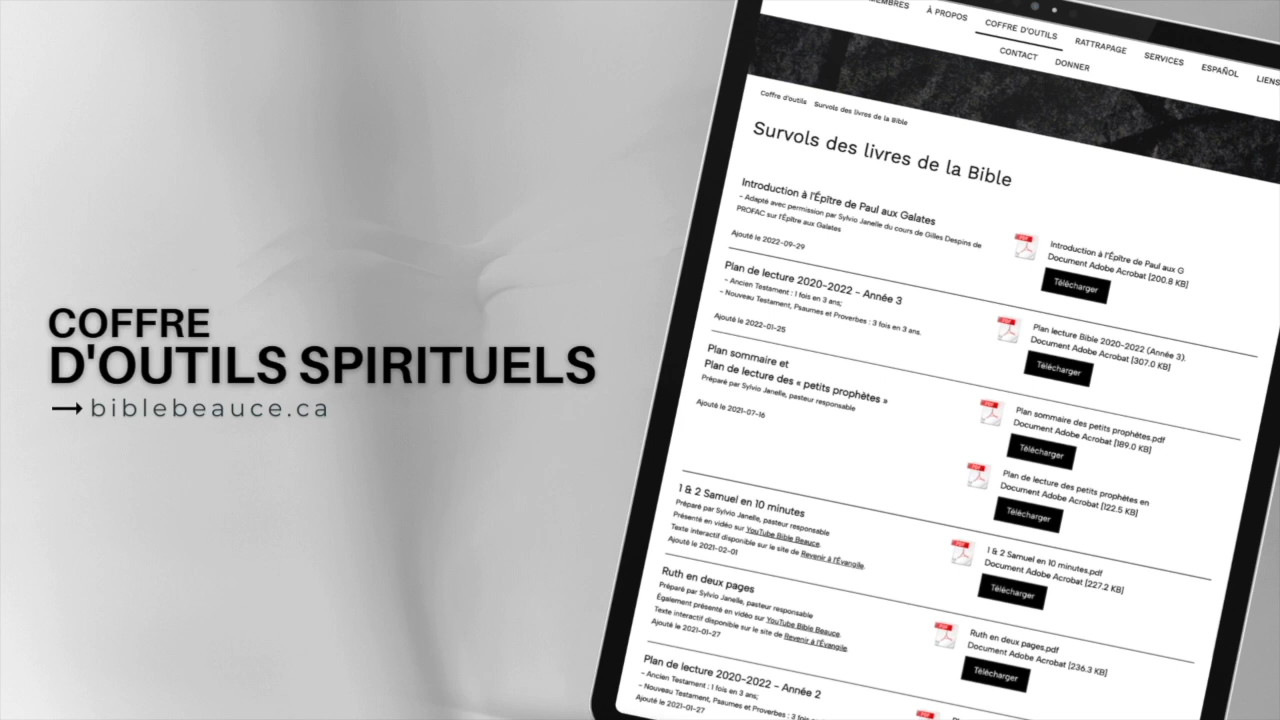 COFFRE
D'OUTILS SPIRITUELS
biblebeauce.ca
À PROPOS
COFFRE D'OUTILS
RATTRAPAGE
SERVICES
ESPAÑOL
LIENS
CONTACT
DONNER
Coffre d'outils Survols des livres de la Bible
Survols des livres de la Bible
Introduction à l'Épître de Paul aux Galates
- Adapté avec permission par Sylvio Janelle du cours de Gilles Despins de
PROFAC sur l'Épître aux Galates
Ajouté le 2022-09-29
Introduction à l'Épitre de Paul aux G
Document Adobe Acrobat [200.8 KB]
Télécharger
Plan de lecture 2020-2022 - Année 3
- Ancien Testament : 1 fois en 3 ans;
- Nouveau Testament, Psaumes et Proverbes : 3 fois en 3 ans.
Ajouté le 2022-01-25
Plan lecture Bible 2020-2022 (Année 3).
Document Adobe Acrobat [307.0 KB]
Télécharger
Plan sommaire et
Plan de lecture des « petits prophètes »
Préparé par Sylvio Janelle, pasteur responsable
Ajouté le 2021-07-16
Plan sommaire des petits prophètes.pdf
Document Adobe Acrobat [189.0 KB]
Télécharger
Plan de lecture des petits prophètes en
Document Adobe Acrobat [122.5 KB]
Télécharger
1 & 2 Samuel en 10 minutes
Préparé par Sylvio Janelle, pasteur responsable
Présenté en vidéo sur YouTube Bible Beauce.
Texte interactif disponible sur le site de Revenir à l'Évangile.
Ajouté le 2021-02-01
1 & 2 Samuel en 10 minutes.pdf
Document Adobe Acrobat [227.2 KB]
Télécharger
Ruth en deux pages
Préparé par Sylvio Janelle, pasteur responsable
Également présenté en vidéo sur YouTube Bible Beauce.
Texte interactif disponible sur le site de Revenir à l'Évangile.
Ajouté le 2021-01-27
Ruth en deux pages.pdf
Document Adobe Acrobat [236.3 KB]
Télécharger
Plan de lecture 2020-2022 - Année 2
- Ancien Testament : 1 fois en 3 ans;
- Nouveau Testament, Psaumes et Proverbes : 3 fois
Ajouté le 2021-01-27